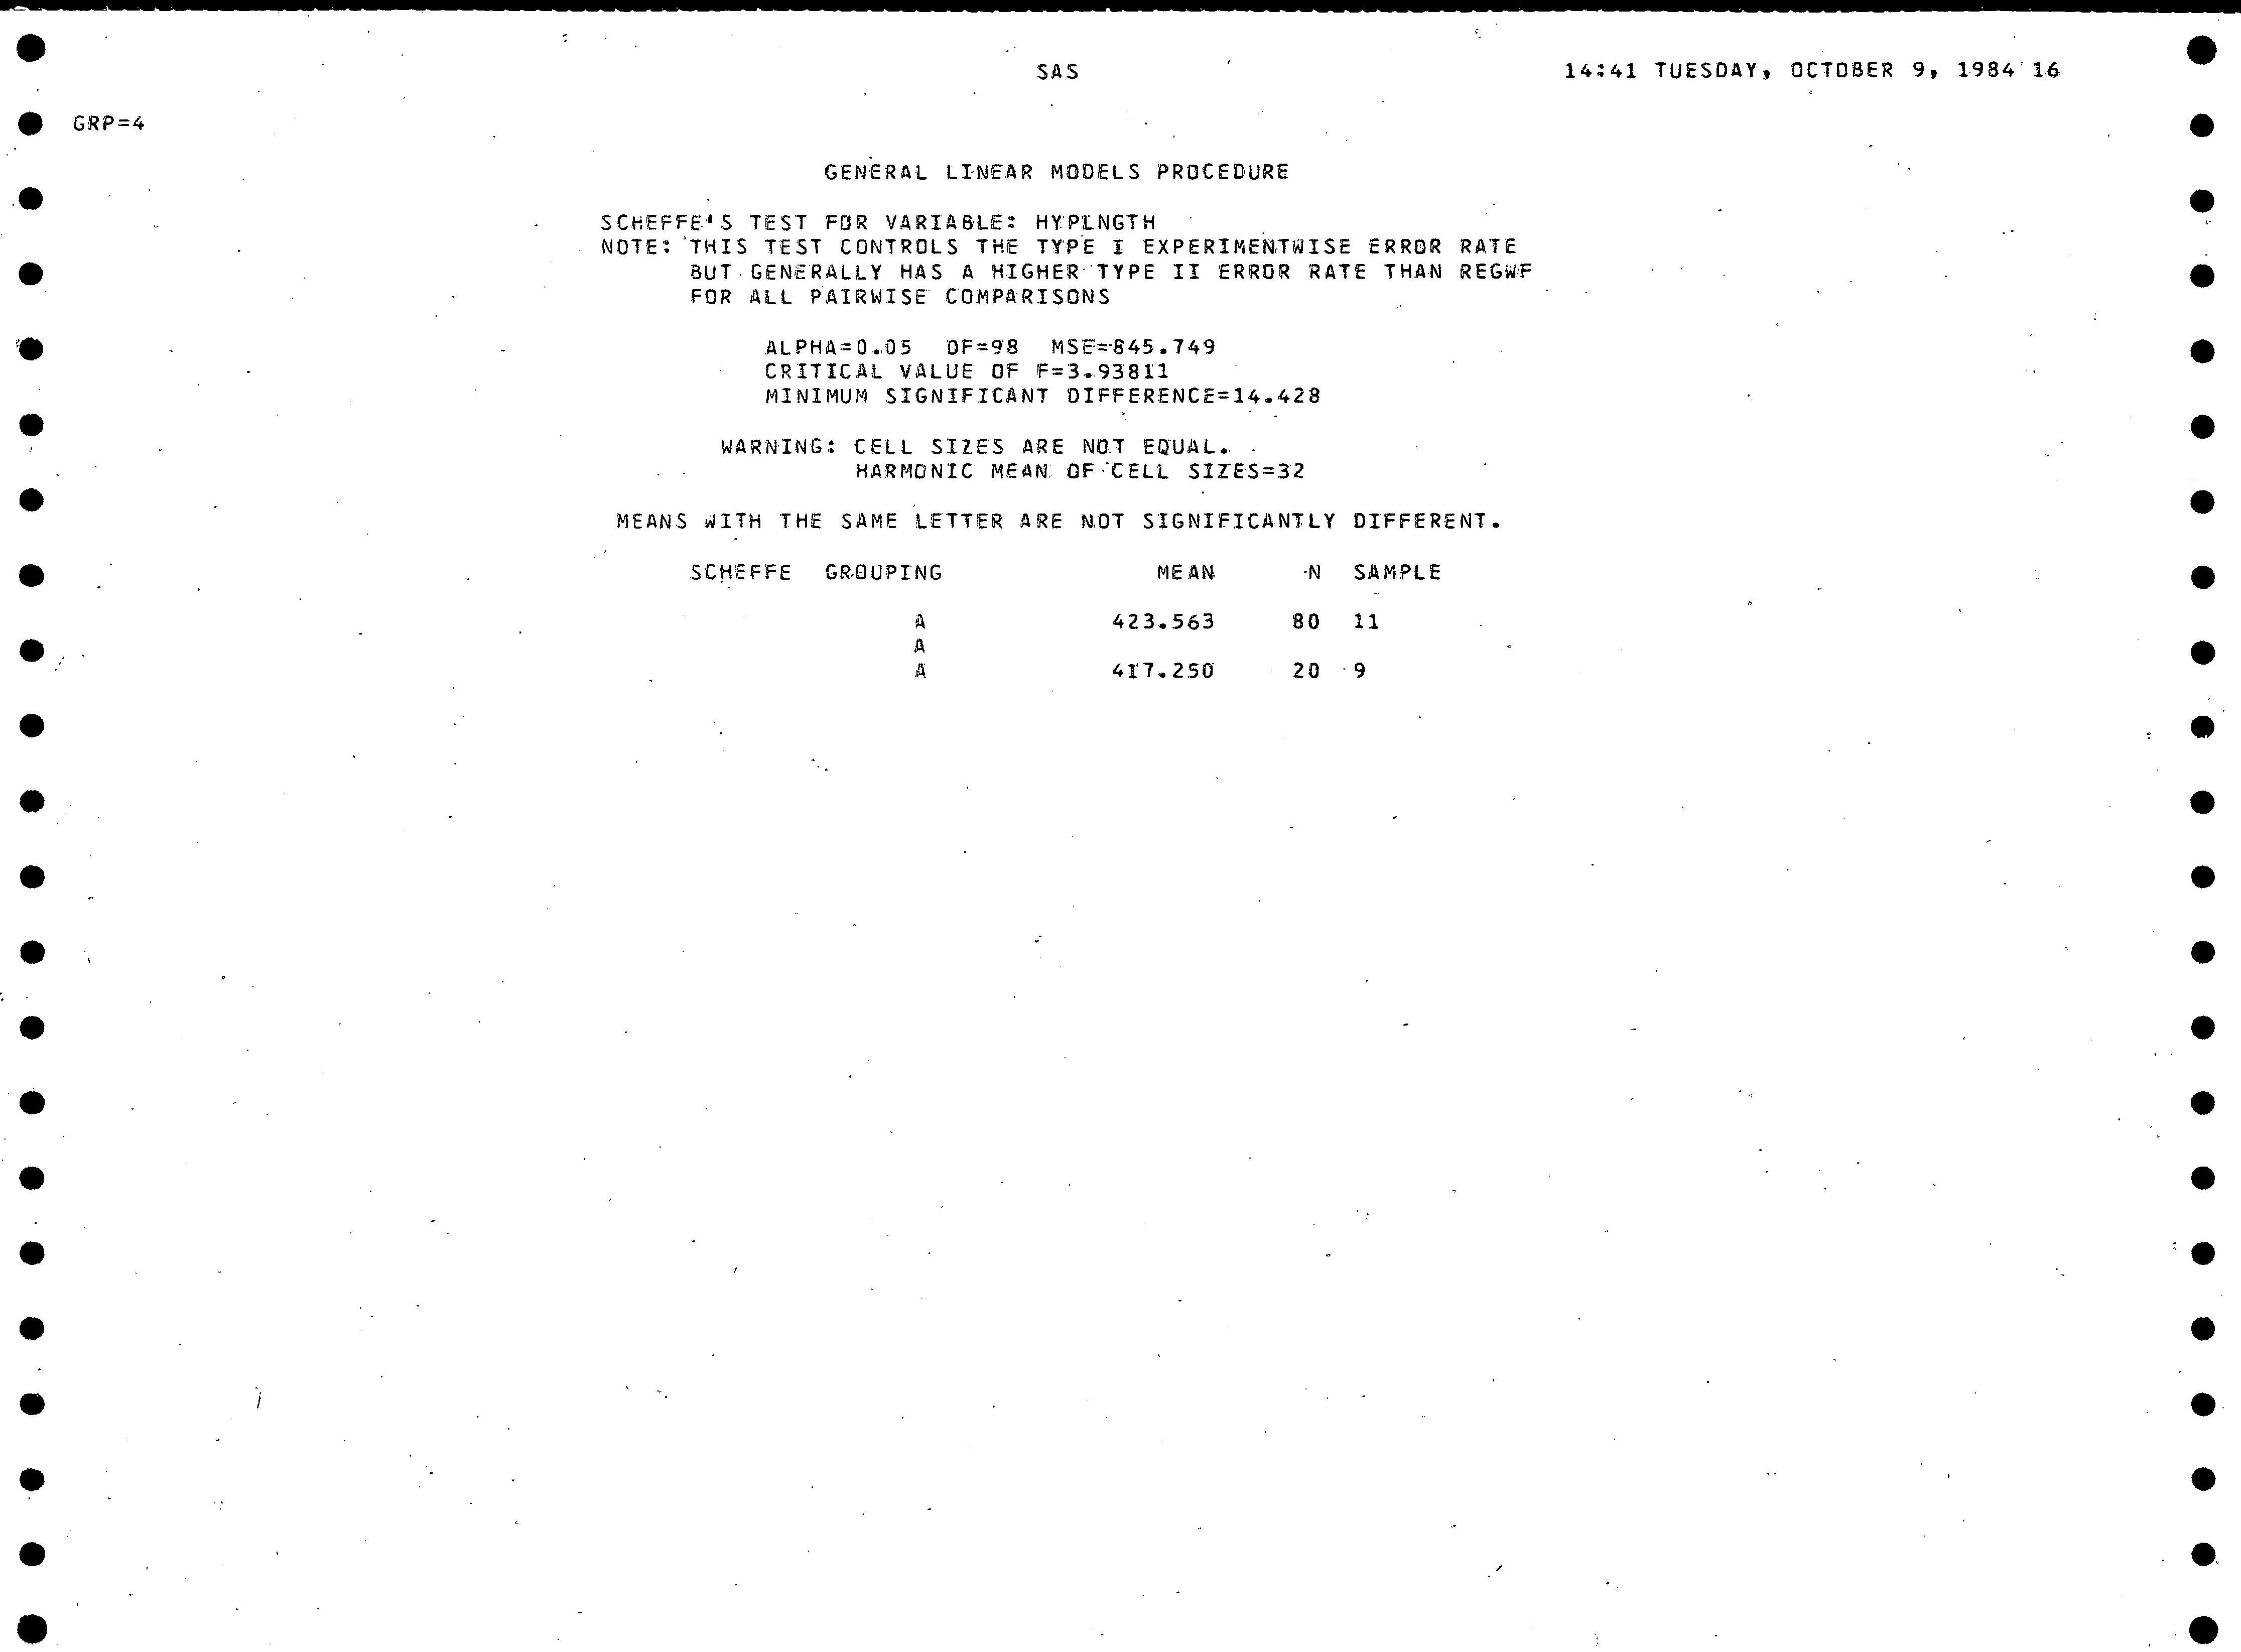 SAS 14:41 TUESDAY, OCTOBER 9, 1984 16
GRP=4
GENERAL LINEAR MODELS PROCEDURE
SCHEFFE'S TEST FOR VARIABLE: HYPLNGTH
NOTE: THIS TEST CONTROLS THE TYPE I EXPERIMENTWISE ERROR RATE
BUT GENERALLY HAS A HIGHER TYPE II ERROR RATE THAN REGWF
FOR ALL PAIRWISE COMPARISONS
ALPHA=0.05 DF=98 MSE=845.749
CRITICAL VALUE OF F=3.93811
MINIMUM SIGNIFICANT DIFFERENCE=14.428
WARNING: CELL SIZES ARE NOT EQUAL.
HARMONIC MEAN OF CELL SIZES=32
MEANS WITH THE SAME LETTER ARE NOT SIGNIFICANTLY DIFFERENT.
SCHEFFE GROUPING MEAN N SAMPLE
A 423.563 80 11
A
A 417.250 20 9